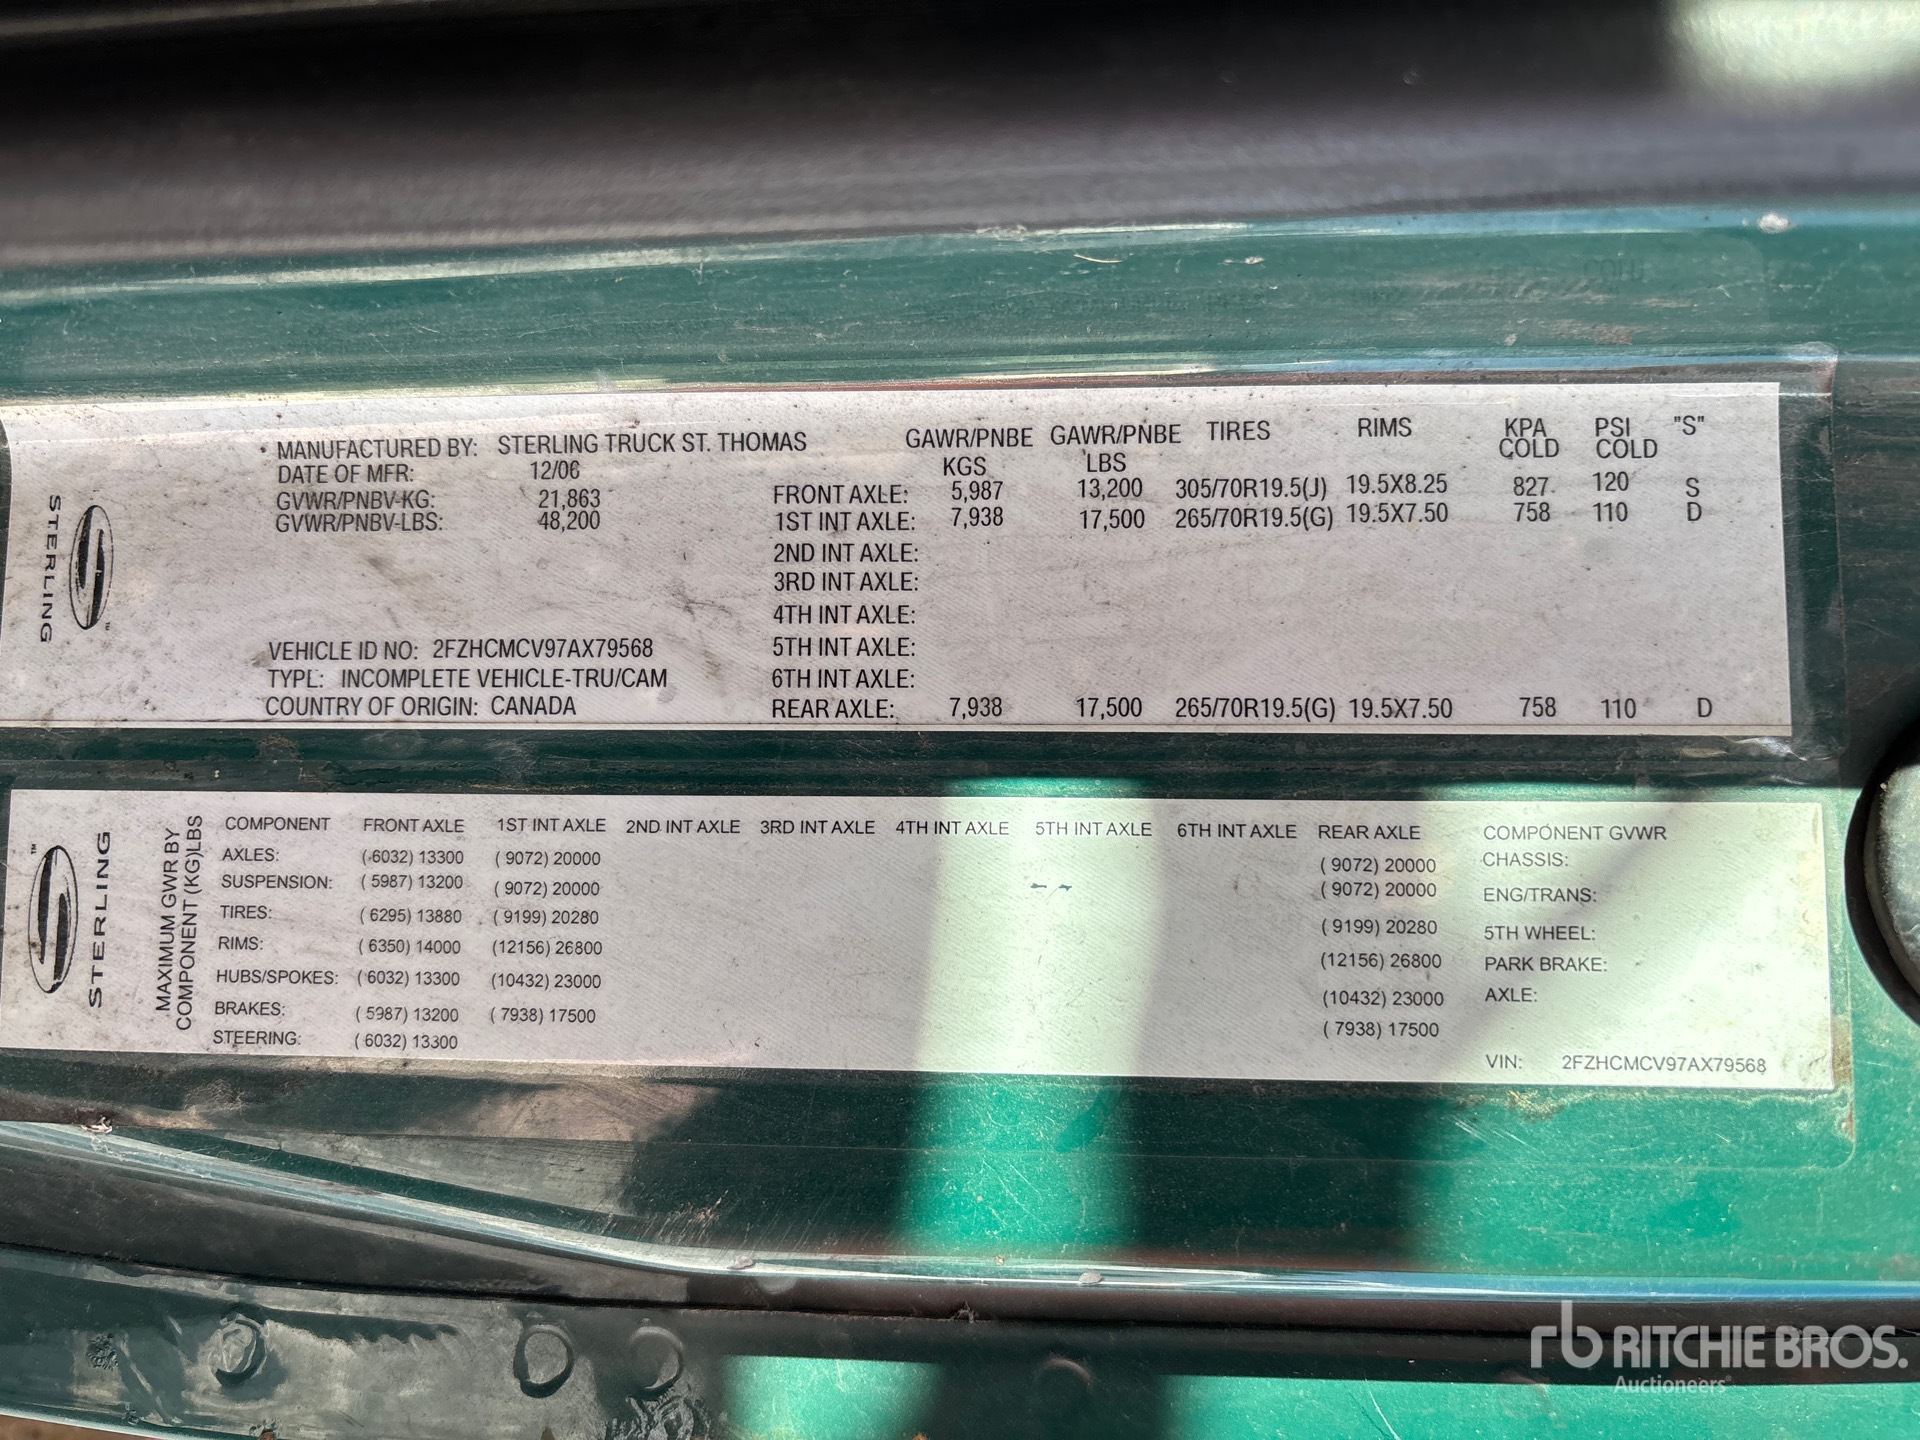 STERLING
MANUFACTURED BY: STERLING TRUCK ST. THOMAS
DATE OF MFR: 12/06
GVWR/PNBV-KG: 21,863
GVWR/PNBV-LBS: 48,200
VEHICLE ID NO: 2FZHCMCV97AX79568
TYPE: INCOMPLETE VEHICLE-TRU/CAM
COUNTRY OF ORIGIN: CANADA
GAWR/PNBE KGS GAWR/PNBE LBS TIRES RIMS KPA COLD PSI COLD "S"
FRONT AXLE: 5,987 13,200 305/70R19.5(J) 19.5X8.25 827 120 S
1ST INT AXLE: 7,938 17,500 265/70R19.5(G) 19.5X7.50 758 110 D
2ND INT AXLE:
3RD INT AXLE:
4TH INT AXLE:
5TH INT AXLE:
6TH INT AXLE:
REAR AXLE: 7,938 17,500 265/70R19.5(G) 19.5X7.50 758 110 D
STERLING
MAXIMUM GWR BY
COMPONENT(KG)LBS
COMPONENT FRONT AXLE 1ST INT AXLE 2ND INT AXLE 3RD INT AXLE 4TH INT AXLE 5TH INT AXLE 6TH INT AXLE REAR AXLE COMPONENT GVWR
AXLES: (6032) 13300 (9072) 20000 (9072) 20000 CHASSIS:
SUSPENSION: (5987) 13200 (9072) 20000 (9072) 20000 ENG/TRANS:
TIRES: (6295) 13880 (9199) 20280 (9199) 20280 5TH WHEEL:
RIMS: (6350) 14000 (12156) 26800 (12156) 26800 PARK BRAKE:
HUBS/SPOKES: (6032) 13300 (10432) 23000 (10432) 23000 AXLE:
BRAKES: (5987) 13200 (7938) 17500 (7938) 17500
STEERING: (6032) 13300
VIN: 2FZHCMCV97AX79568
rb RITCHIE BROS.
Auctioneers